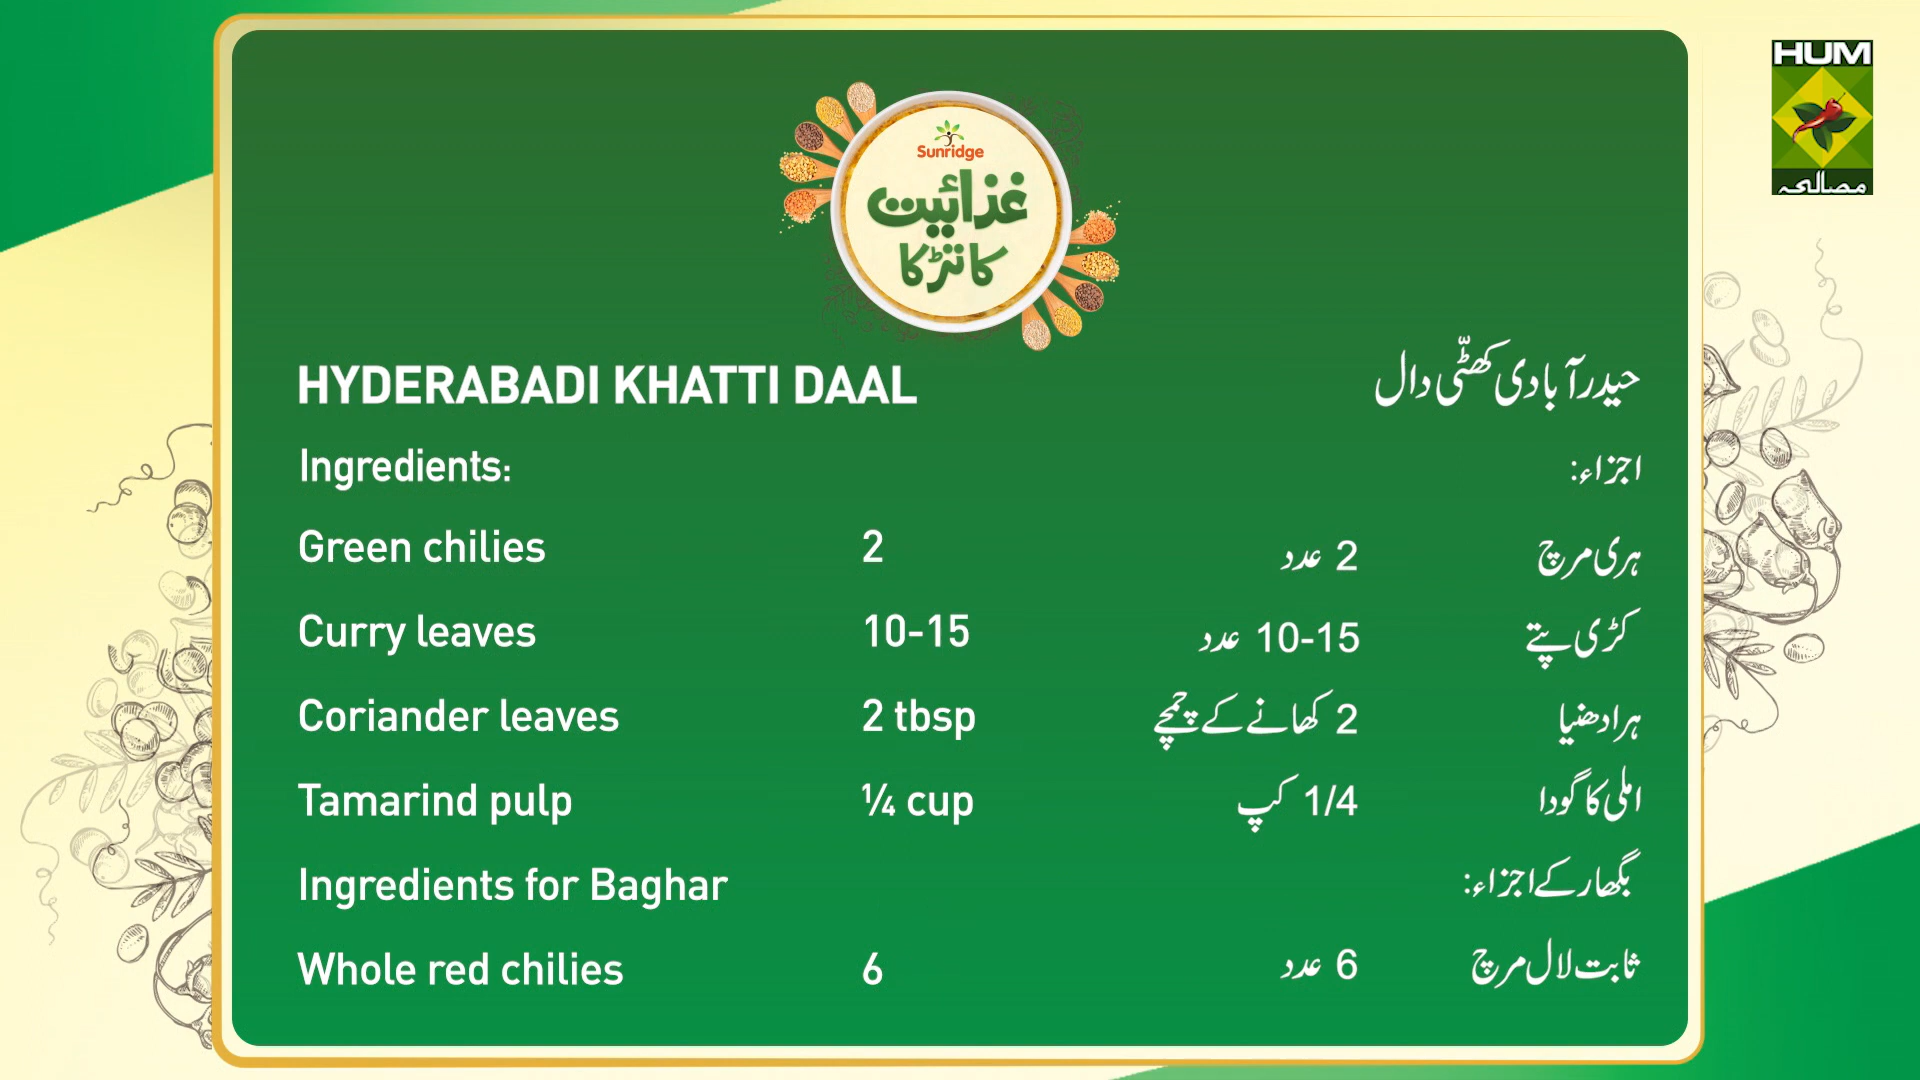 HUM
مصالحہ
Sunridge
غذائیت
کا تڑکا
HYDERABADI KHATTI DAAL حیدرآبادی کھٹّی دال
Ingredients: اجزاء:
Green chilies 2 ہری مرچ 2 عدد
Curry leaves 10-15 کڑی پتے 10-15 عدد
Coriander leaves 2 tbsp ہرا دھنیا 2 کھانے کے چمچے
Tamarind pulp ¼ cup املی کا گودا 1/4 کپ
Ingredients for Baghar بگھار کے اجزاء:
Whole red chilies 6 ثابت لال مرچ 6 عدد